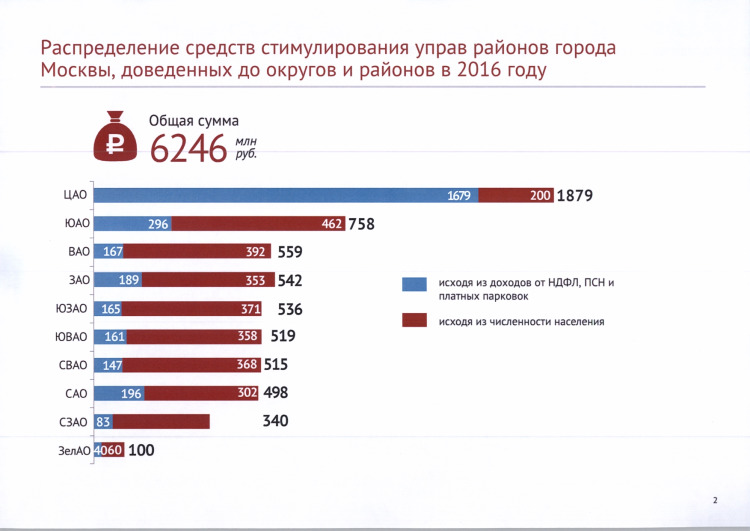 Распределение средств стимулирования управ районов города
Москвы, доведенных до округов и районов в 2016 году
₽
Общая сумма
6246 млн руб.
ЦАО 1679 200 1879
ЮАО 296 462 758
ВАО 167 392 559
ЗАО 189 353 542
ЮЗАО 165 371 536
ЮВАО 161 358 519
СВАО 147 368 515
САО 196 302 498
СЗАО 83 340
ЗелАО 40 60 100
исходя из доходов от НДФЛ, ПСН и
платных парковок
исходя из численности населения
2